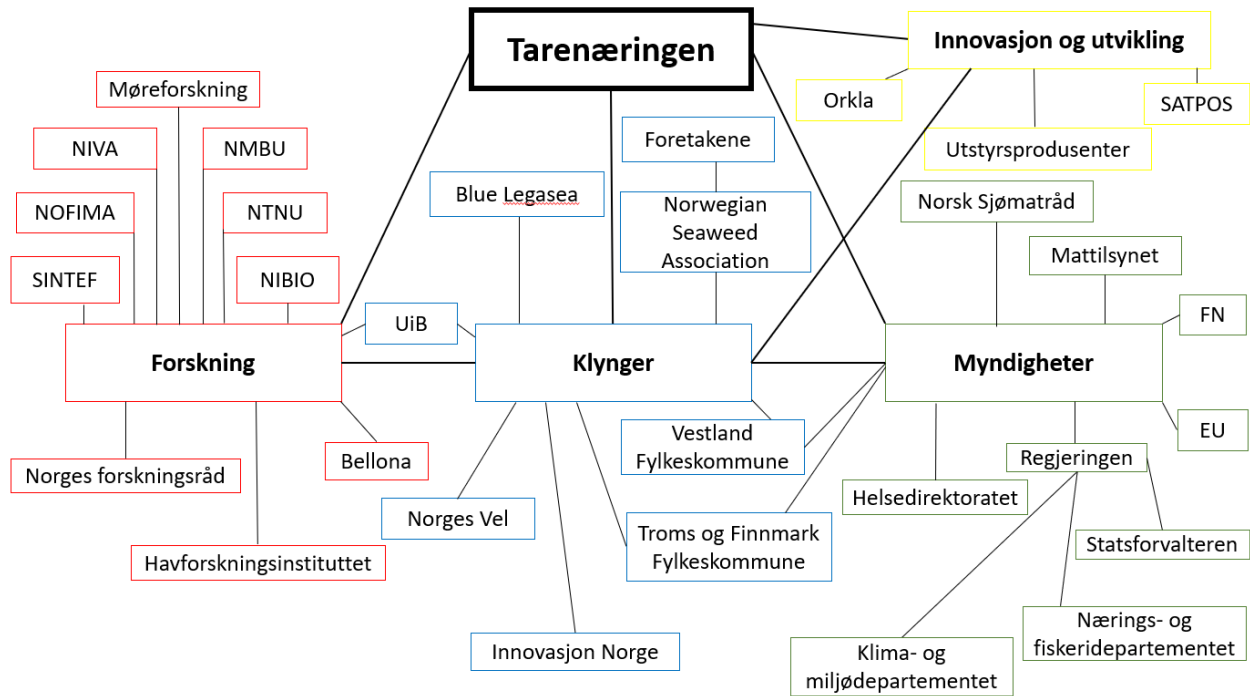 Tarenæringen
Innovasjon og utvikling
Orkla
SATPOS
Utstyrsprodusenter
Møreforskning
NIVA
NMBU
NOFIMA
NTNU
SINTEF
NIBIO
Foretakene
Blue Legasea
Norwegian
Seaweed
Association
Norsk Sjømatråd
Mattilsynet
UiB
FN
Forskning
Klynger
Myndigheter
EU
Bellona
Norges forskningsråd
Havforskningsinstituttet
Vestland
Fylkeskommune
Norges Vel
Troms og Finnmark
Fylkeskommune
Innovasjon Norge
Regjeringen
Helsedirektoratet
Statsforvalteren
Klima- og
miljødepartementet
Nærings- og
fiskeridepartementet